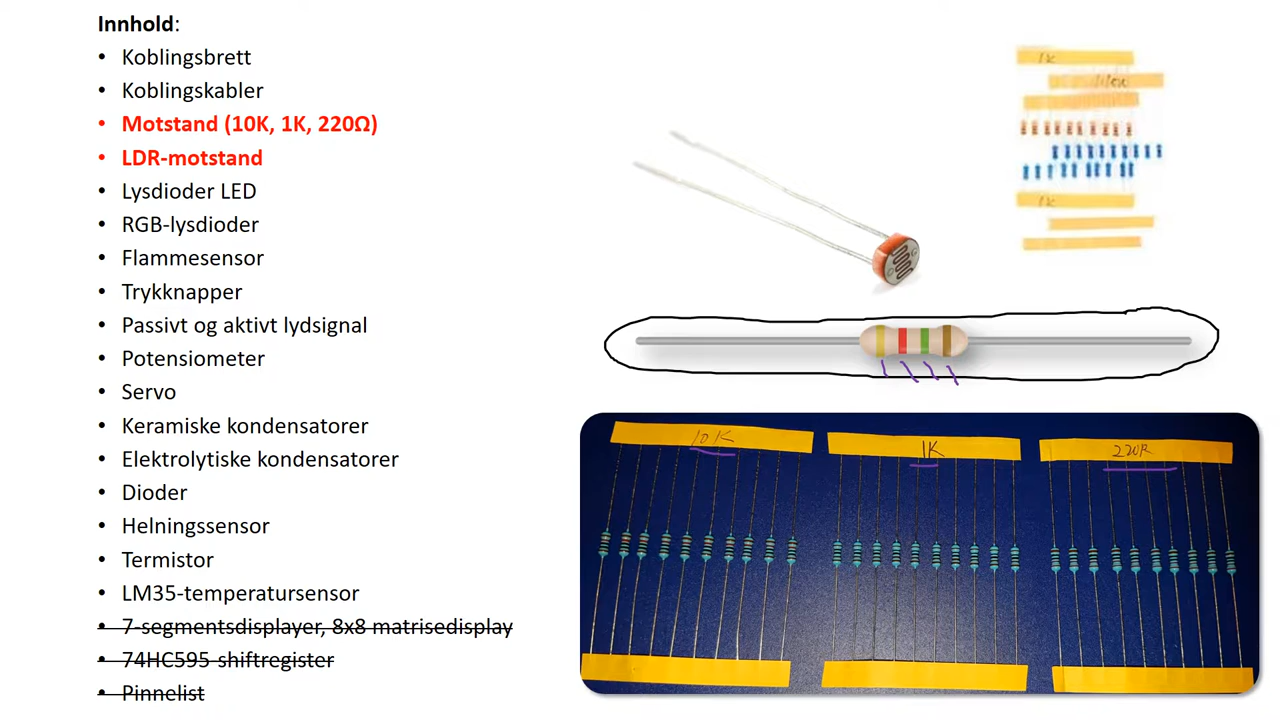 Innhold:
• Koblingsbrett
• Koblingskabler
• Motstand (10K, 1K, 220Ω)
• LDR-motstand
• Lysdioder LED
• RGB-lysdioder
• Flammesensor
• Trykknapper
• Passivt og aktivt lydsignal
• Potensiometer
• Servo
• Keramiske kondensatorer
• Elektrolytiske kondensatorer
• Dioder
• Helningssensor
• Termistor
• LM35-temperatursensor
• 7-segmentsdisplayer, 8x8 matrisedisplay
• 74HC595 shiftregister
• Pinnelist
1K
1K
10K
1K
220R